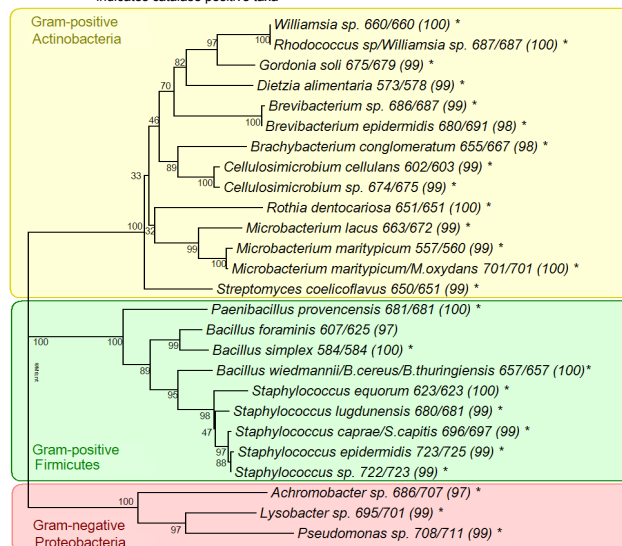 indicates catalase positive taxa
Gram-positive
Actinobacteria
Williamsia sp. 660/660 (100) *
Rhodococcus sp/Williamsia sp. 687/687 (100) *
Gordonia soli 675/679 (99) *
Dietzia alimentaria 573/578 (99) *
Brevibacterium sp. 686/687 (99) *
Brevibacterium epidermidis 680/691 (98) *
Brachybacterium conglomeratum 655/667 (98) *
Cellulosimicrobium cellulans 602/603 (99) *
Cellulosimicrobium sp. 674/675 (99) *
Rothia dentocariosa 651/651 (100) *
Microbacterium lacus 663/672 (99) *
Microbacterium maritypicum 557/560 (99) *
Microbacterium maritypicum/M.oxydans 701/701 (100) *
Streptomyces coelicoflavus 650/651 (99) *
100
97
82
70
100
46
89
100
33
100
32
99
100
Paenibacillus provencensis 681/681 (100) *
Bacillus foraminis 607/625 (97)
Bacillus simplex 584/584 (100) *
Bacillus wiedmannii/B.cereus/B.thuringiensis 657/657 (100)*
Staphylococcus equorum 623/623 (100) *
Staphylococcus lugdunensis 680/681 (99) *
Staphylococcus caprae/S.capitis 696/697 (99) *
Staphylococcus epidermidis 723/725 (99) *
Staphylococcus sp. 722/723 (99) *
100
100
99
89
95
98
47
97
88
Gram-positive
Firmicutes
Achromobacter sp. 686/707 (97) *
Lysobacter sp. 695/701 (99) *
Pseudomonas sp. 708/711 (99) *
100
97
Gram-negative
Proteobacteria